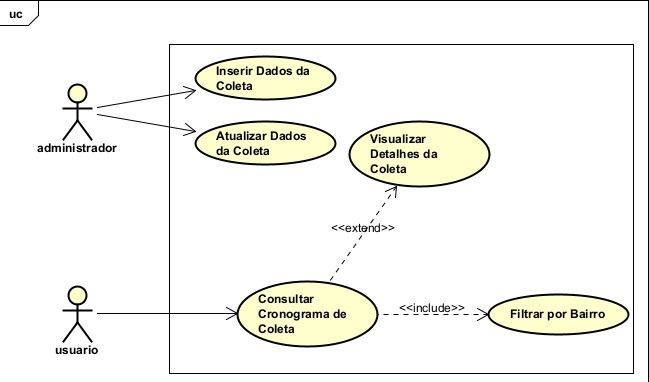 uc
Inserir Dados da
Coleta
administrador
Atualizar Dados
da Coleta
Visualizar
Detalhes da
Coleta
<<extend>>
usuario
Consultar
Cronograma de
Coleta
<<include>>
Filtrar por Bairro